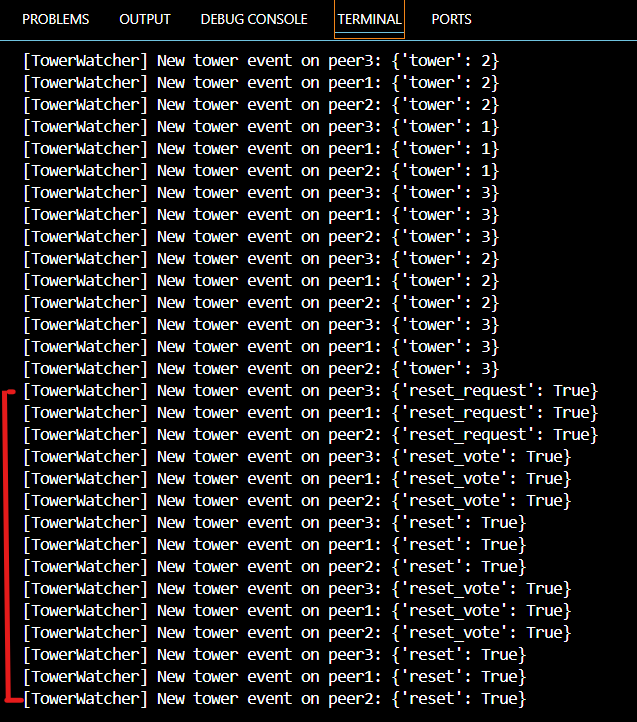 PROBLEMS OUTPUT DEBUG CONSOLE TERMINAL PORTS
[TowerWatcher] New tower event on peer3: {'tower': 2}
[TowerWatcher] New tower event on peer1: {'tower': 2}
[TowerWatcher] New tower event on peer2: {'tower': 2}
[TowerWatcher] New tower event on peer3: {'tower': 1}
[TowerWatcher] New tower event on peer1: {'tower': 1}
[TowerWatcher] New tower event on peer2: {'tower': 1}
[TowerWatcher] New tower event on peer3: {'tower': 3}
[TowerWatcher] New tower event on peer1: {'tower': 3}
[TowerWatcher] New tower event on peer2: {'tower': 3}
[TowerWatcher] New tower event on peer3: {'tower': 2}
[TowerWatcher] New tower event on peer1: {'tower': 2}
[TowerWatcher] New tower event on peer2: {'tower': 2}
[TowerWatcher] New tower event on peer3: {'tower': 3}
[TowerWatcher] New tower event on peer1: {'tower': 3}
[TowerWatcher] New tower event on peer2: {'tower': 3}
[TowerWatcher] New tower event on peer3: {'reset_request': True}
[TowerWatcher] New tower event on peer1: {'reset_request': True}
[TowerWatcher] New tower event on peer2: {'reset_request': True}
[TowerWatcher] New tower event on peer3: {'reset_vote': True}
[TowerWatcher] New tower event on peer1: {'reset_vote': True}
[TowerWatcher] New tower event on peer2: {'reset_vote': True}
[TowerWatcher] New tower event on peer3: {'reset': True}
[TowerWatcher] New tower event on peer1: {'reset': True}
[TowerWatcher] New tower event on peer2: {'reset': True}
[TowerWatcher] New tower event on peer3: {'reset_vote': True}
[TowerWatcher] New tower event on peer1: {'reset_vote': True}
[TowerWatcher] New tower event on peer2: {'reset_vote': True}
[TowerWatcher] New tower event on peer3: {'reset': True}
[TowerWatcher] New tower event on peer1: {'reset': True}
[TowerWatcher] New tower event on peer2: {'reset': True}